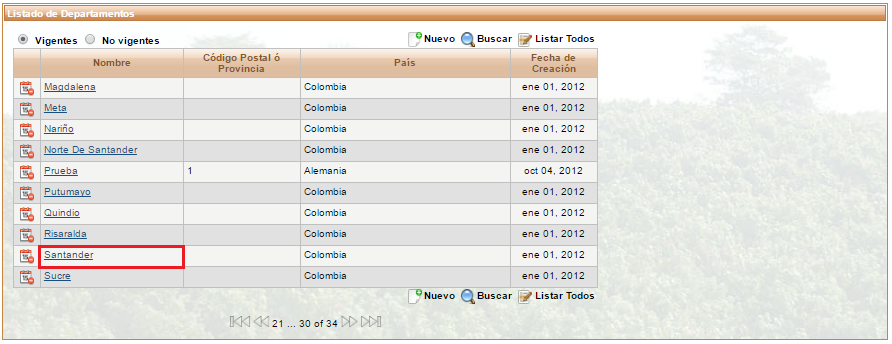 Listado de Departamentos
Vigentes No vigentes Nuevo Buscar Listar Todos
Nombre Código Postal ó Provincia País Fecha de Creación
Magdalena Colombia ene 01, 2012
Meta Colombia ene 01, 2012
Nariño Colombia ene 01, 2012
Norte De Santander Colombia ene 01, 2012
Prueba 1 Alemania oct 04, 2012
Putumayo Colombia ene 01, 2012
Quindio Colombia ene 01, 2012
Risaralda Colombia ene 01, 2012
Santander Colombia ene 01, 2012
Sucre Colombia ene 01, 2012
Nuevo Buscar Listar Todos
21 ... 30 of 34